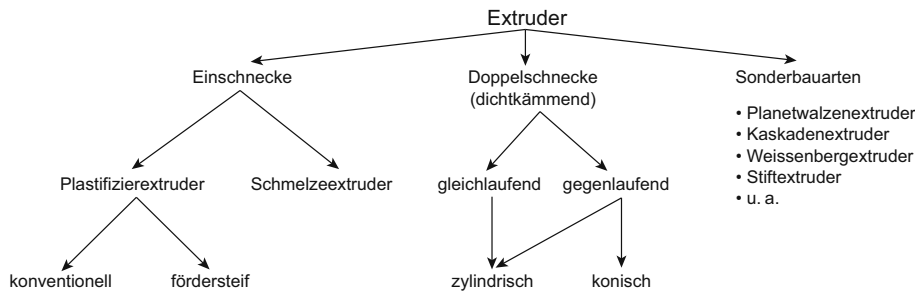 Extruder
Einschnecke
Doppelschnecke
(dichtkämmend)
Sonderbauarten
• Planetwalzenextruder
• Kaskadenextruder
• Weissenbergextruder
• Stiftextruder
• u. a.
Plastifizierextruder
Schmelzeextruder
gleichlaufend
gegenlaufend
konventionell
fördersteif
zylindrisch
konisch